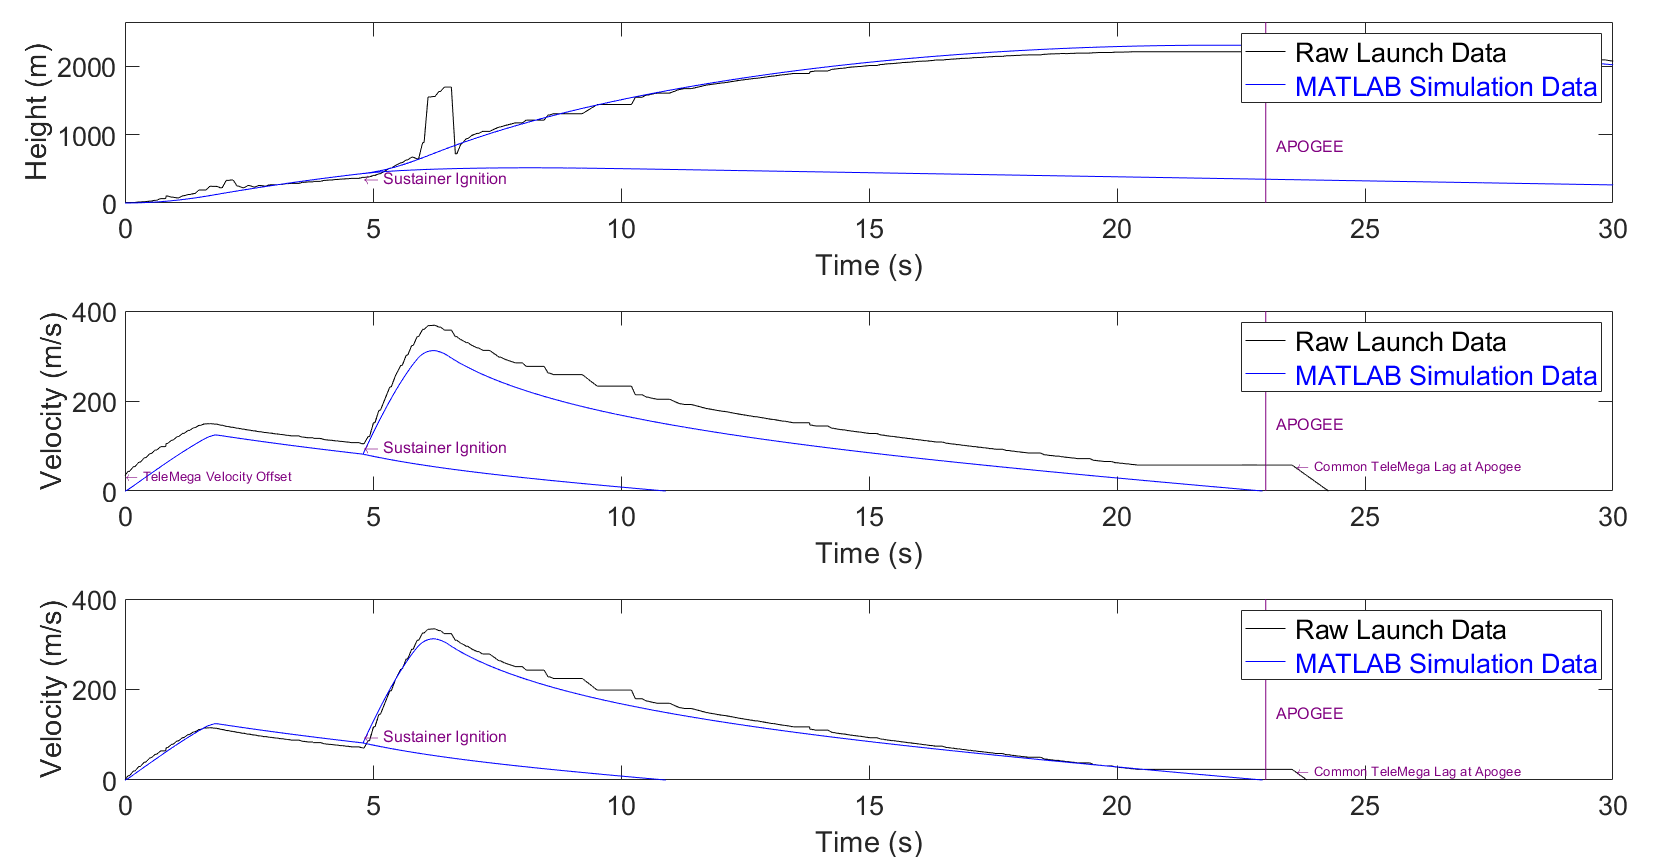 Height (m)
2000
1000
0
Raw Launch Data
MATLAB Simulation Data
APOGEE
← Sustainer Ignition
0 5 10 15 20 25 30
Time (s)
Velocity (m/s)
400
200
0
Raw Launch Data
MATLAB Simulation Data
APOGEE
← Sustainer Ignition
← Common TeleMega Lag at Apogee
← TeleMega Velocity Offset
0 5 10 15 20 25 30
Time (s)
Velocity (m/s)
400
200
0
Raw Launch Data
MATLAB Simulation Data
APOGEE
← Sustainer Ignition
← Common TeleMega Lag at Apogee
0 5 10 15 20 25 30
Time (s)